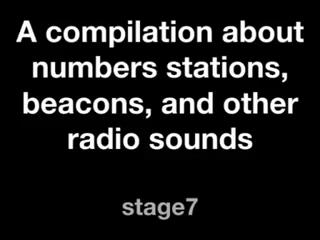 A compilation about
numbers stations,
beacons, and other
radio sounds
stage7